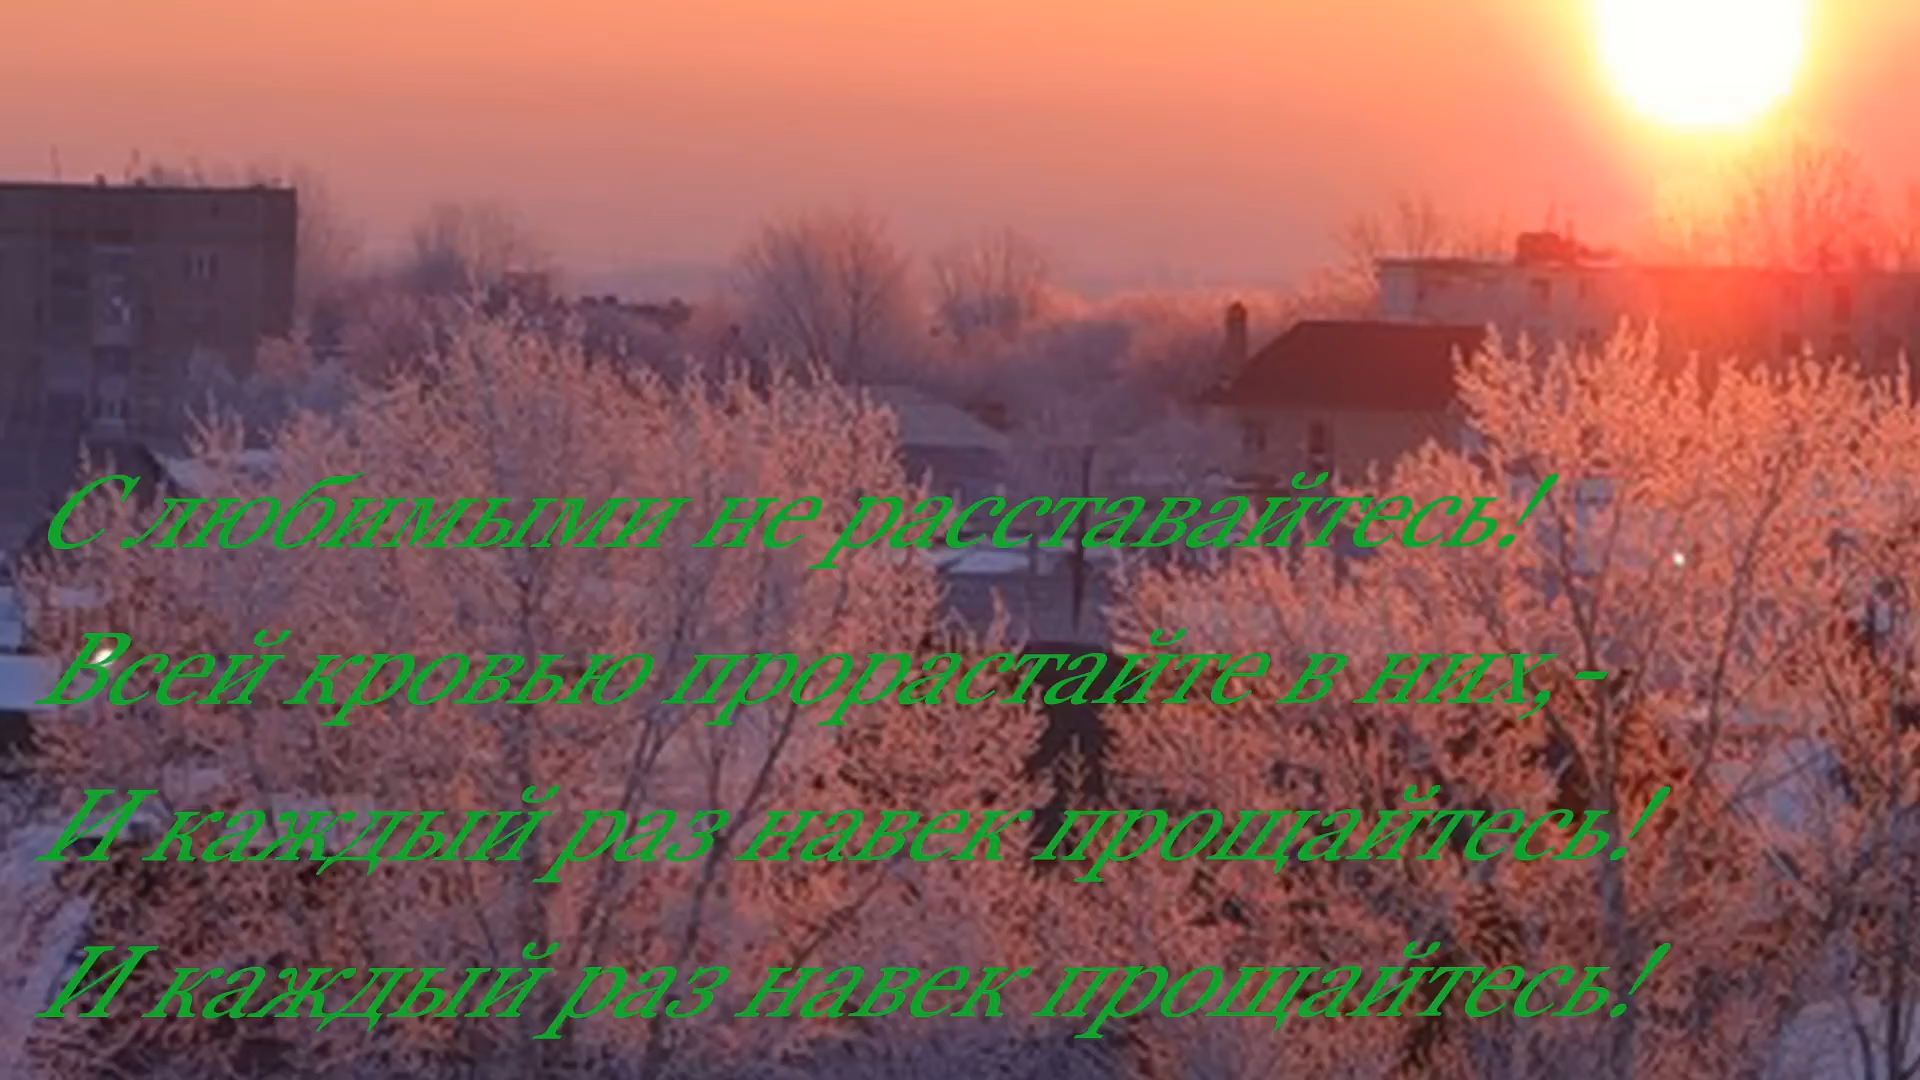 С любимыми не расставайтесь!
Всей кровью прорастайте в них,-
И каждый раз навек прощайтесь!
И каждый раз навек прощайтесь!